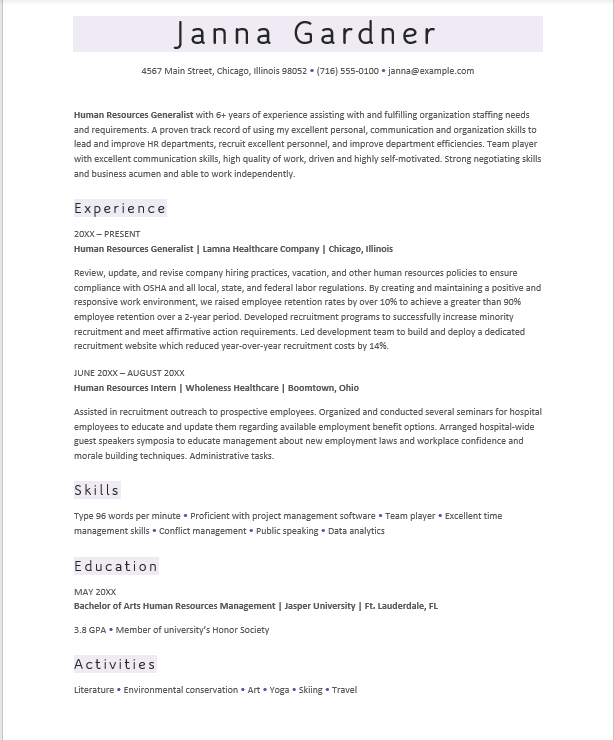 Janna Gardner
4567 Main Street, Chicago, Illinois 98052 • (716) 555-0100 • janna@example.com
Human Resources Generalist with 6+ years of experience assisting with and fulfilling organization staffing needs
and requirements. A proven track record of using my excellent personal, communication and organization skills to
lead and improve HR departments, recruit excellent personnel, and improve department efficiencies. Team player
with excellent communication skills, high quality of work, driven and highly self-motivated. Strong negotiating skills
and business acumen and able to work independently.
Experience
20XX – PRESENT
Human Resources Generalist | Lamna Healthcare Company | Chicago, Illinois
Review, update, and revise company hiring practices, vacation, and other human resources policies to ensure
compliance with OSHA and all local, state, and federal labor regulations. By creating and maintaining a positive and
responsive work environment, we raised employee retention rates by over 10% to achieve a greater than 90%
employee retention over a 2-year period. Developed recruitment programs to successfully increase minority
recruitment and meet affirmative action requirements. Led development team to build and deploy a dedicated
recruitment website which reduced year-over-year recruitment costs by 14%.
JUNE 20XX – AUGUST 20XX
Human Resources Intern | Wholeness Healthcare | Boomtown, Ohio
Assisted in recruitment outreach to prospective employees. Organized and conducted several seminars for hospital
employees to educate and update them regarding available employment benefit options. Arranged hospital-wide
guest speakers symposia to educate management about new employment laws and workplace confidence and
morale building techniques. Administrative tasks.
Skills
Type 96 words per minute • Proficient with project management software • Team player • Excellent time
management skills • Conflict management • Public speaking • Data analytics
Education
MAY 20XX
Bachelor of Arts Human Resources Management | Jasper University | Ft. Lauderdale, FL
3.8 GPA • Member of university's Honor Society
Activities
Literature • Environmental conservation • Art • Yoga • Skiing • Travel